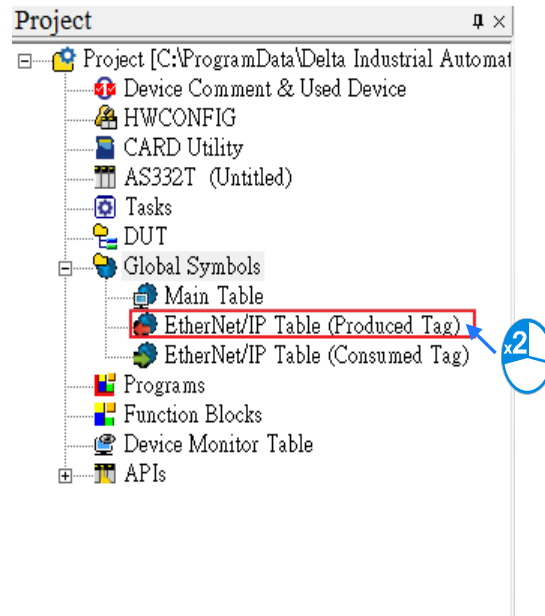 Project
Project [C:\ProgramData\Delta Industrial Automat
Device Comment & Used Device
HWCONFIG
CARD Utility
AS332T (Untitled)
Tasks
DUT
Global Symbols
Main Table
EtherNet/IP Table (Produced Tag)
x2
EtherNet/IP Table (Consumed Tag)
Programs
Function Blocks
Device Monitor Table
APIs